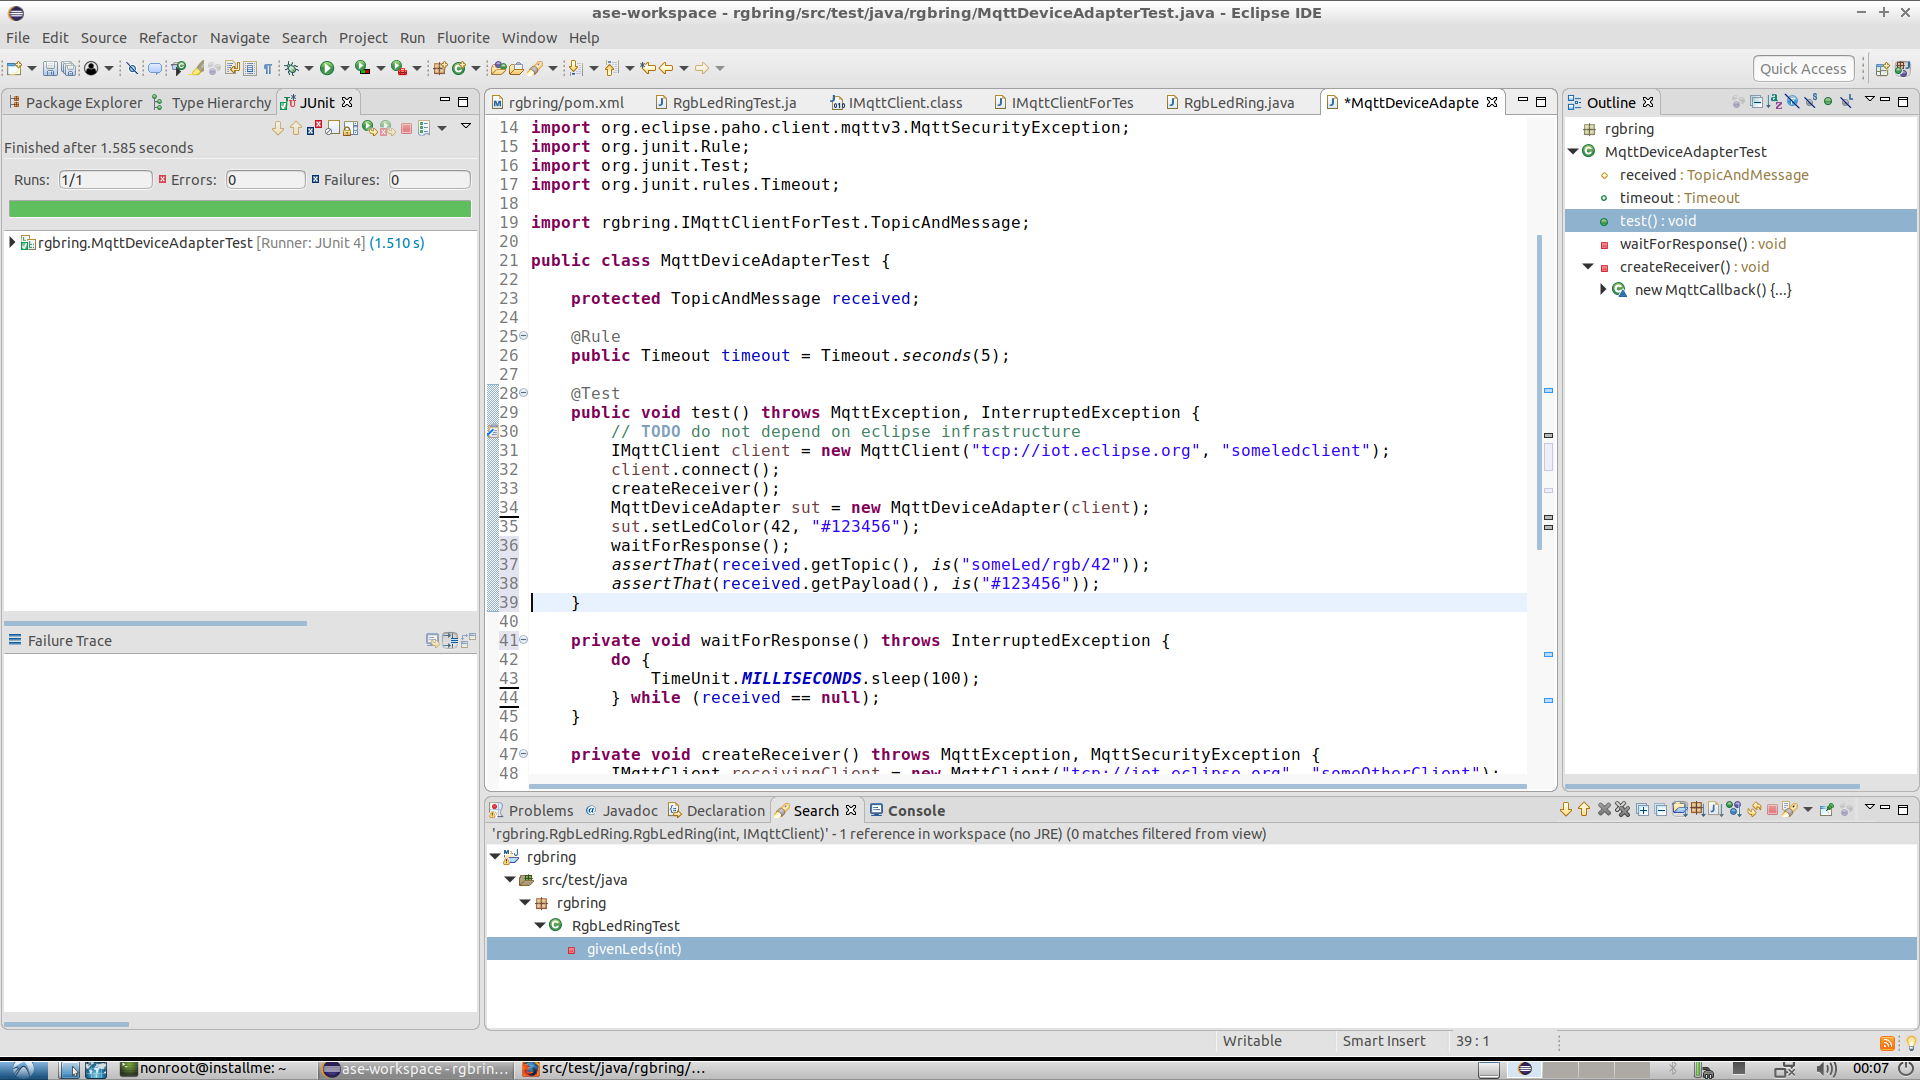 ase-workspace - rgbring/src/test/java/rgbring/MqttDeviceAdapterTest.java - Eclipse IDE
File Edit Source Refactor Navigate Search Project Run Fluorite Window Help
Quick Access
Package Explorer Type Hierarchy JUnit
Finished after 1.585 seconds
Runs: 1/1 Errors: 0 Failures: 0
rgbring.MqttDeviceAdapterTest [Runner: JUnit 4] (1.510 s)
Failure Trace
rgbring/pom.xml RgbLedRingTest.ja IMqttClient.class IMqttClientForTes RgbLedRing.java *MqttDeviceAdapte
14 import org.eclipse.paho.client.mqttv3.MqttSecurityException;
15 import org.junit.Rule;
16 import org.junit.Test;
17 import org.junit.rules.Timeout;
18
19 import rgbring.IMqttClientForTest.TopicAndMessage;
20
21 public class MqttDeviceAdapterTest {
22
23 protected TopicAndMessage received;
24
25 @Rule
26 public Timeout timeout = Timeout.seconds(5);
27
28 @Test
29 public void test() throws MqttException, InterruptedException {
30 // TODO do not depend on eclipse infrastructure
31 IMqttClient client = new MqttClient("tcp://iot.eclipse.org", "someledclient");
32 client.connect();
33 createReceiver();
34 MqttDeviceAdapter sut = new MqttDeviceAdapter(client);
35 sut.setLedColor(42, "#123456");
36 waitForResponse();
37 assertThat(received.getTopic(), is("someLed/rgb/42"));
38 assertThat(received.getPayload(), is("#123456"));
39 }
40
41 private void waitForResponse() throws InterruptedException {
42 do {
43 TimeUnit.MILLISECONDS.sleep(100);
44 } while (received == null);
45 }
46
47 private void createReceiver() throws MqttException, MqttSecurityException {
48 IMqttClient receivingClient = new MqttClient("tcp://iot.eclipse.org", "someOtherClient");
Outline
rgbring
MqttDeviceAdapterTest
received : TopicAndMessage
timeout : Timeout
test() : void
waitForResponse() : void
createReceiver() : void
new MqttCallback() {...}
Problems Javadoc Declaration Search Console
'rgbring.RgbLedRing.RgbLedRing(int, IMqttClient)' - 1 reference in workspace (no JRE) (0 matches filtered from view)
rgbring
src/test/java
rgbring
RgbLedRingTest
givenLeds(int)
Writable Smart Insert 39 : 1
nonroot@installme: ~ ase-workspace - rgbrin... src/test/java/rgbring/... 00:07